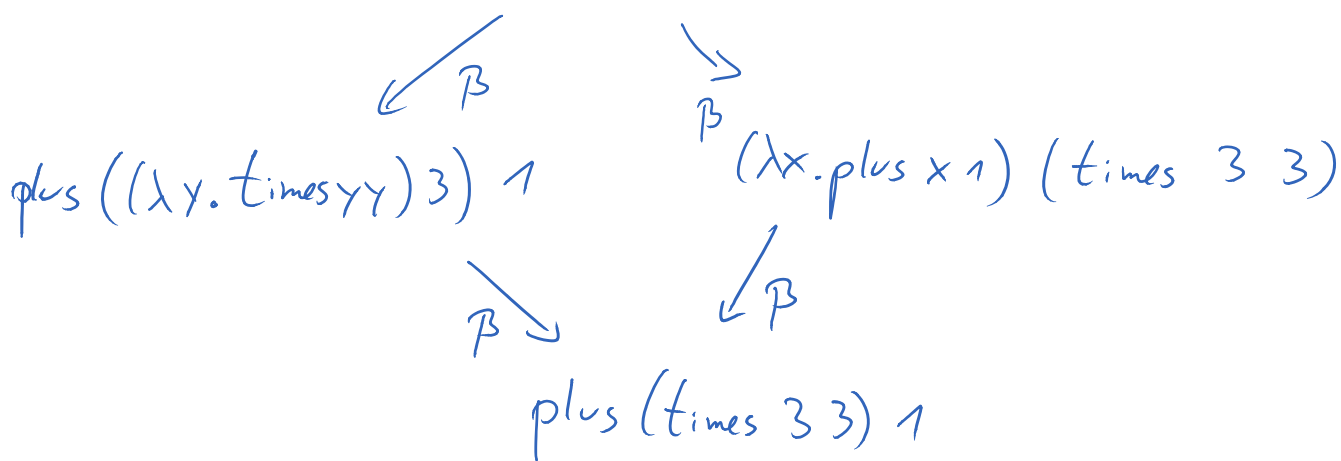 β β
plus ((λy.times y y) 3) 1 (λx.plus x 1) (times 3 3)
β β
plus (times 3 3) 1